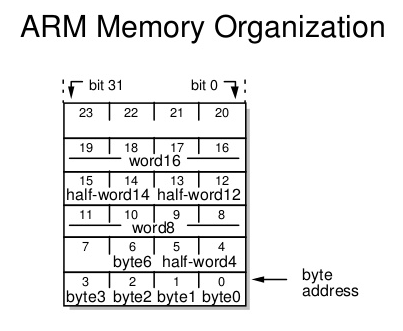 ARM Memory Organization
bit 31 bit 0
23 22 21 20
19 18 17 16
word16
15 14 13 12
half-word14 half-word12
11 10 9 8
word8
7 6 5 4
byte6 half-word4
3 2 1 0
byte3 byte2 byte1 byte0
byte
address